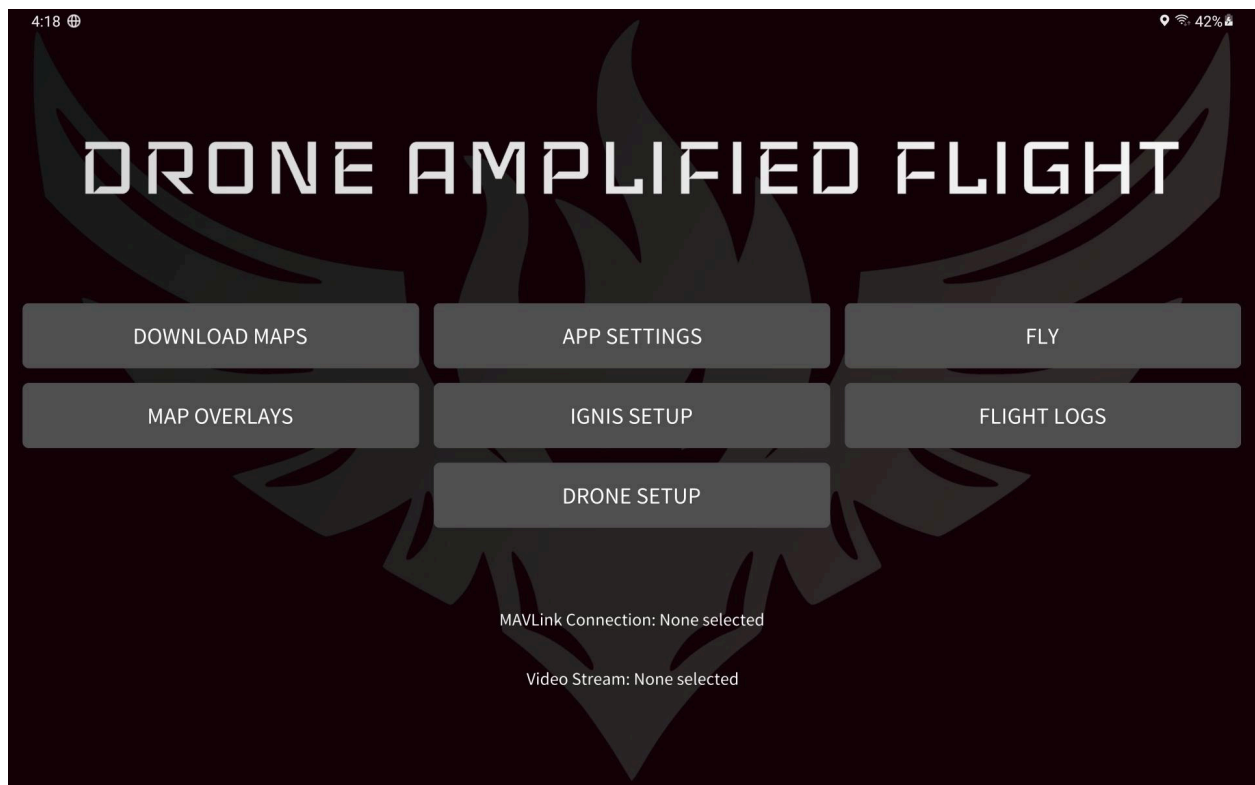 4:18
42%
DRONE AMPLIFIED FLIGHT
DOWNLOAD MAPS
APP SETTINGS
FLY
MAP OVERLAYS
IGNIS SETUP
FLIGHT LOGS
DRONE SETUP
MAVLink Connection: None selected
Video Stream: None selected